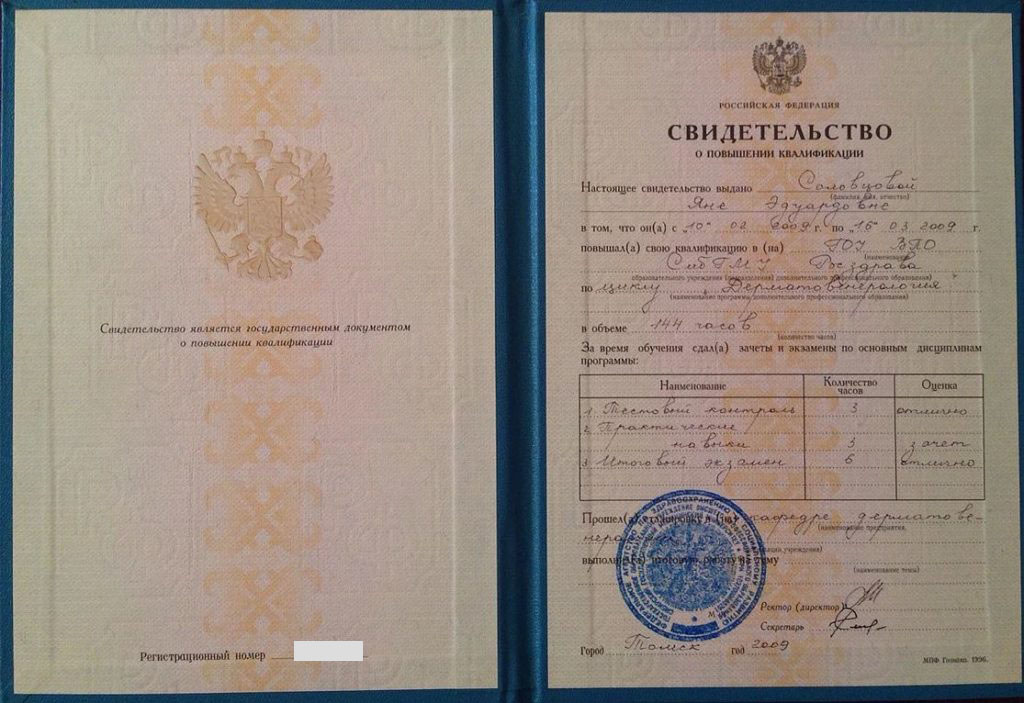 Свидетельство является государственным документом
о повышении квалификации
Регистрационный номер
РОССИЙСКАЯ ФЕДЕРАЦИЯ
СВИДЕТЕЛЬСТВО
О ПОВЫШЕНИИ КВАЛИФИКАЦИИ
Настоящее свидетельство выдано Соловцовой
(фамилия, имя, отчество)
Яне Эдуардовне
в том, что он(а) с „10" 02 2009 г. по „16 03 2009 г.
повышал(а) свою квалификацию в (на) ГОУ ВПО
(наименование)
СибГМУ Росздрава
образовательного учреждения (подразделения) дополнительного профессионального образования)
по циклу „Дерматовенерология"
(наименование программы дополнительного профессионального образования)
в объеме 144 часов
(количество часов)
За время обучения сдал(а) зачеты и экзамены по основным дисциплинам
программы:
Наименование Количество часов Оценка
1. Тестовый контроль 3 отлично
2. Практические
навыки 3 зачет
3. Итоговый экзамен 6 отлично
Прошел(а) стажировку в (на) кафедре дерматове-
(наименование предприятия,
организации, учреждения)
выполнил(а) итоговую работу на тему
(наименование темы)
Ректор (директор)
Секретарь
Город Томск год 2009
МПФ Гознака. 1996.